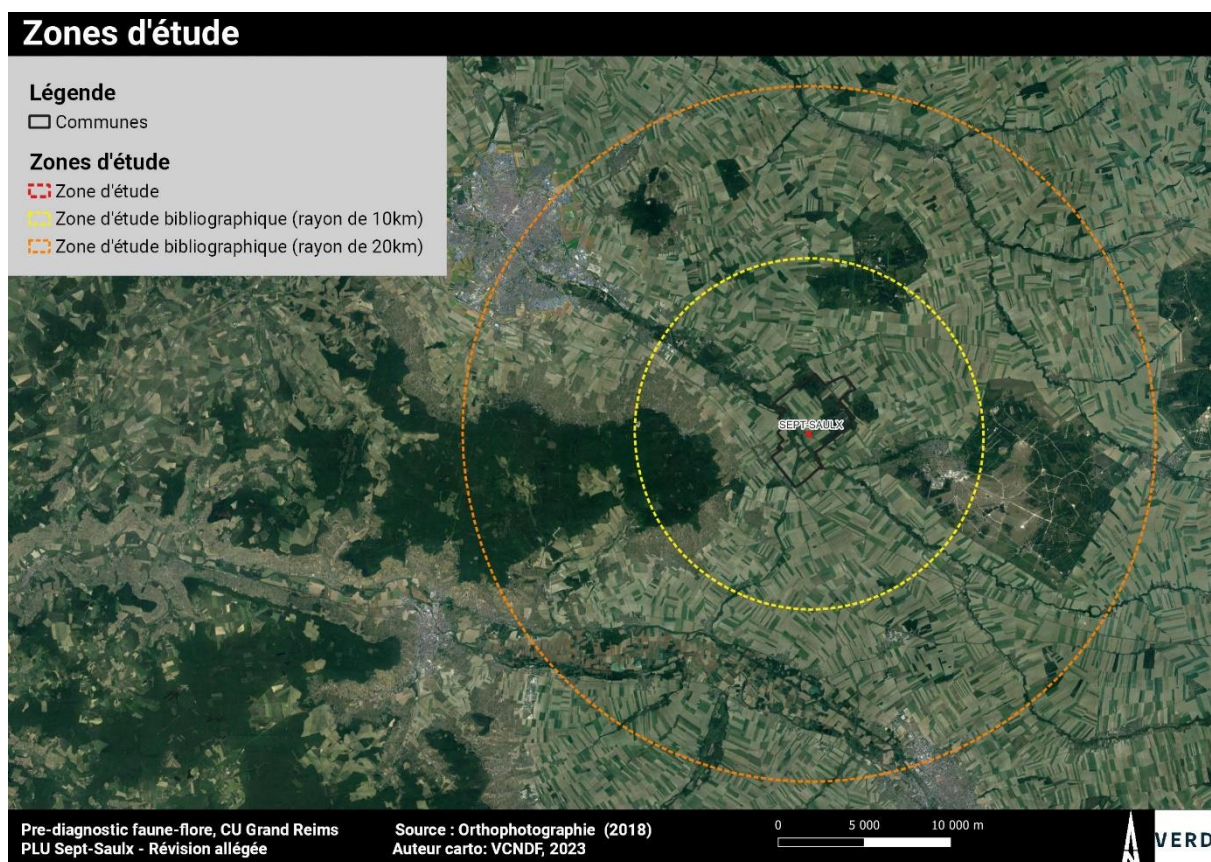 Zones d'étude
Légende
Communes
Zones d'étude
Zone d'étude
Zone d'étude bibliographique (rayon de 10km)
Zone d'étude bibliographique (rayon de 20km)
SEPT-SAULX
Pre-diagnostic faune-flore, CU Grand Reims
PLU Sept-Saulx - Révision allégée
Source : Orthophotographie (2018)
Auteur carto: VCNDF, 2023
0 5 000 10 000 m
VERD